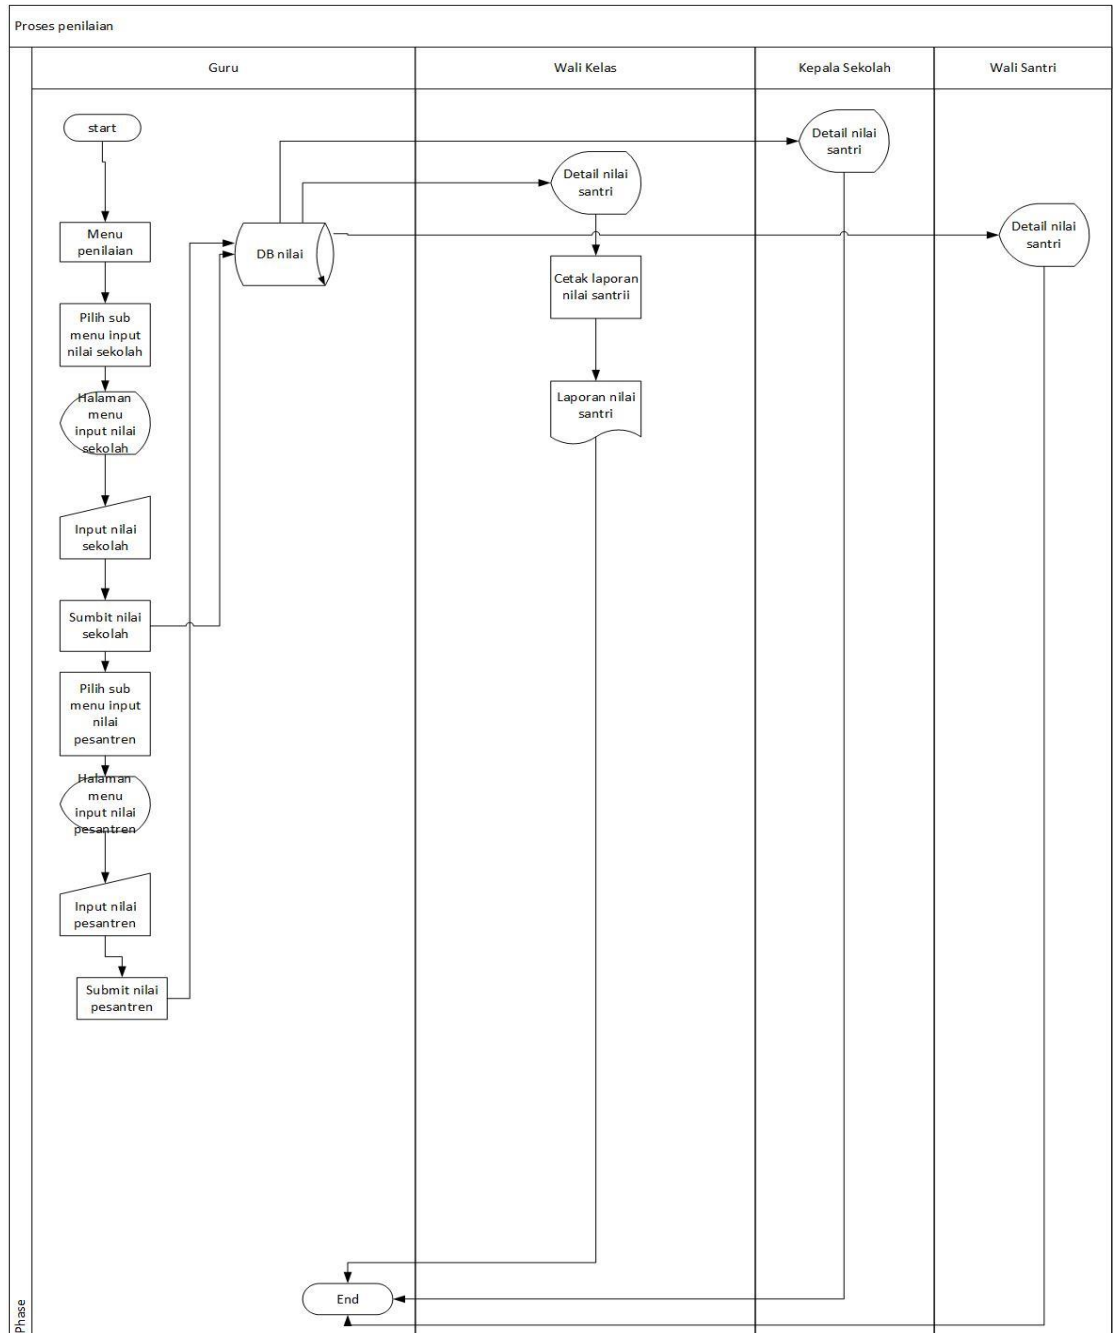 Proses penilaian
Guru
Wali Kelas
Kepala Sekolah
Wali Santri
start
Menu
penilaian
Pilih sub
menu input
nilai sekolah
Halaman
menu
input nilai
sekolah
Input nilai
sekolah
Sumbit nilai
sekolah
Pilih sub
menu input
nilai
pesantren
Halaman
menu
input nilai
pesantren
Input nilai
pesantren
Submit nilai
pesantren
DB nilai
Detail nilai
santri
Cetak laporan
nilai santrii
Laporan nilai
santri
Detail nilai
santri
Detail nilai
santri
End
Phase